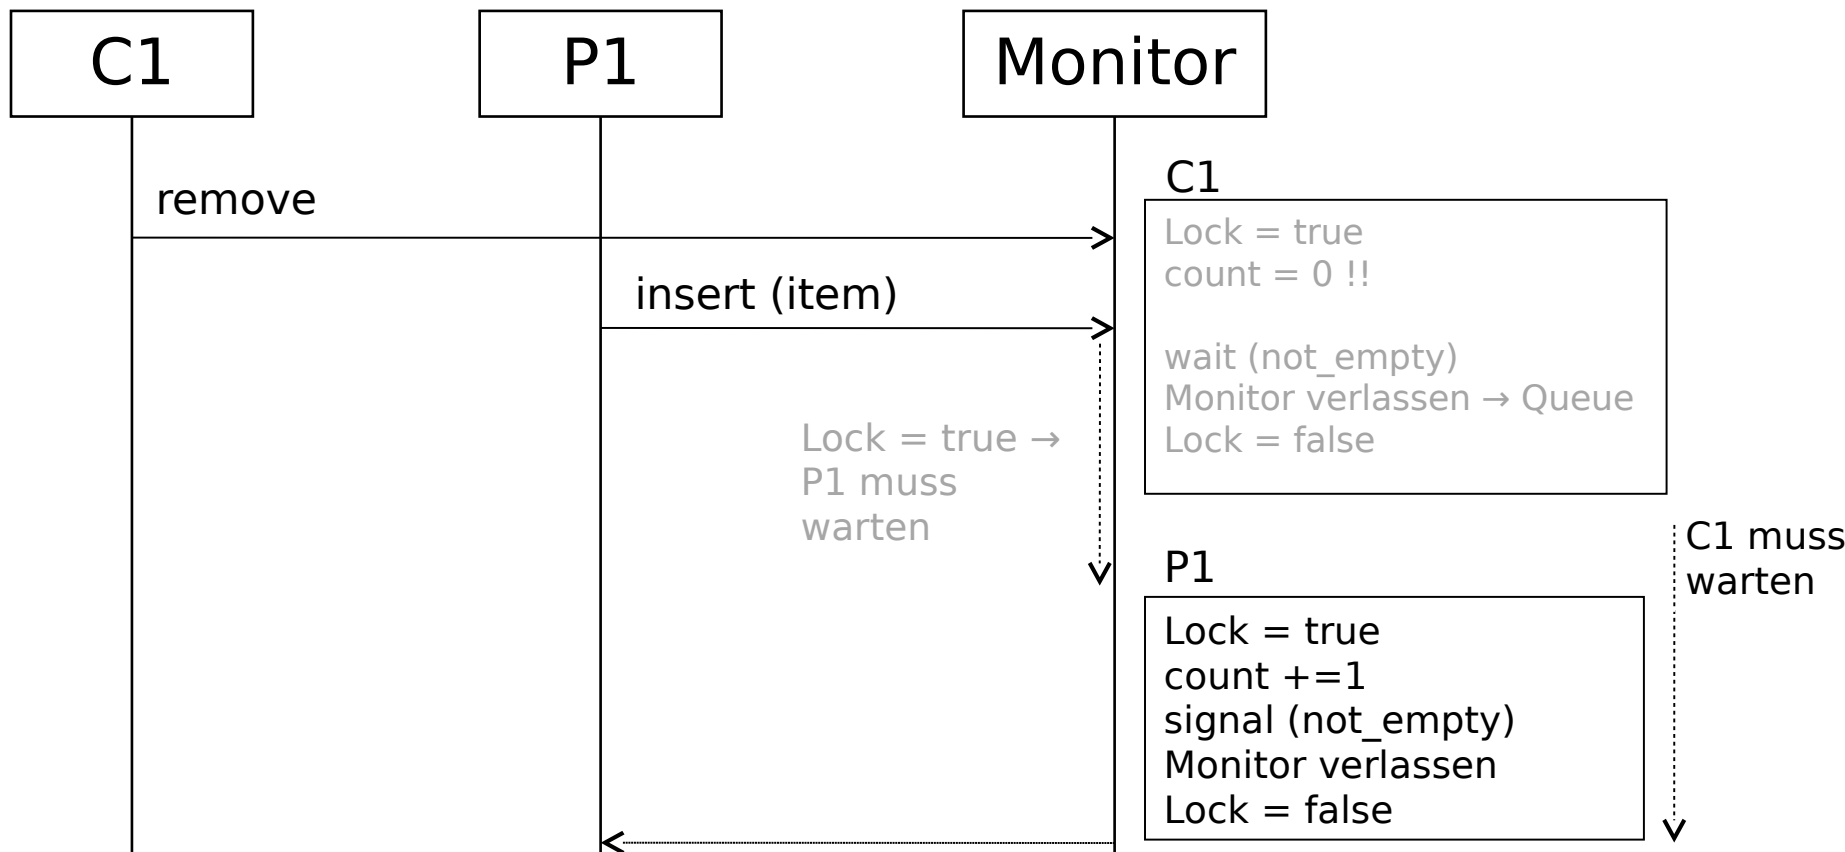 C1
P1
Monitor
C1
remove
Lock = true
count = 0 !!
insert (item)
wait (not_empty)
Monitor verlassen → Queue
Lock = false
Lock = true →
P1 muss
warten
C1 muss
warten
P1
Lock = true
count +=1
signal (not_empty)
Monitor verlassen
Lock = false